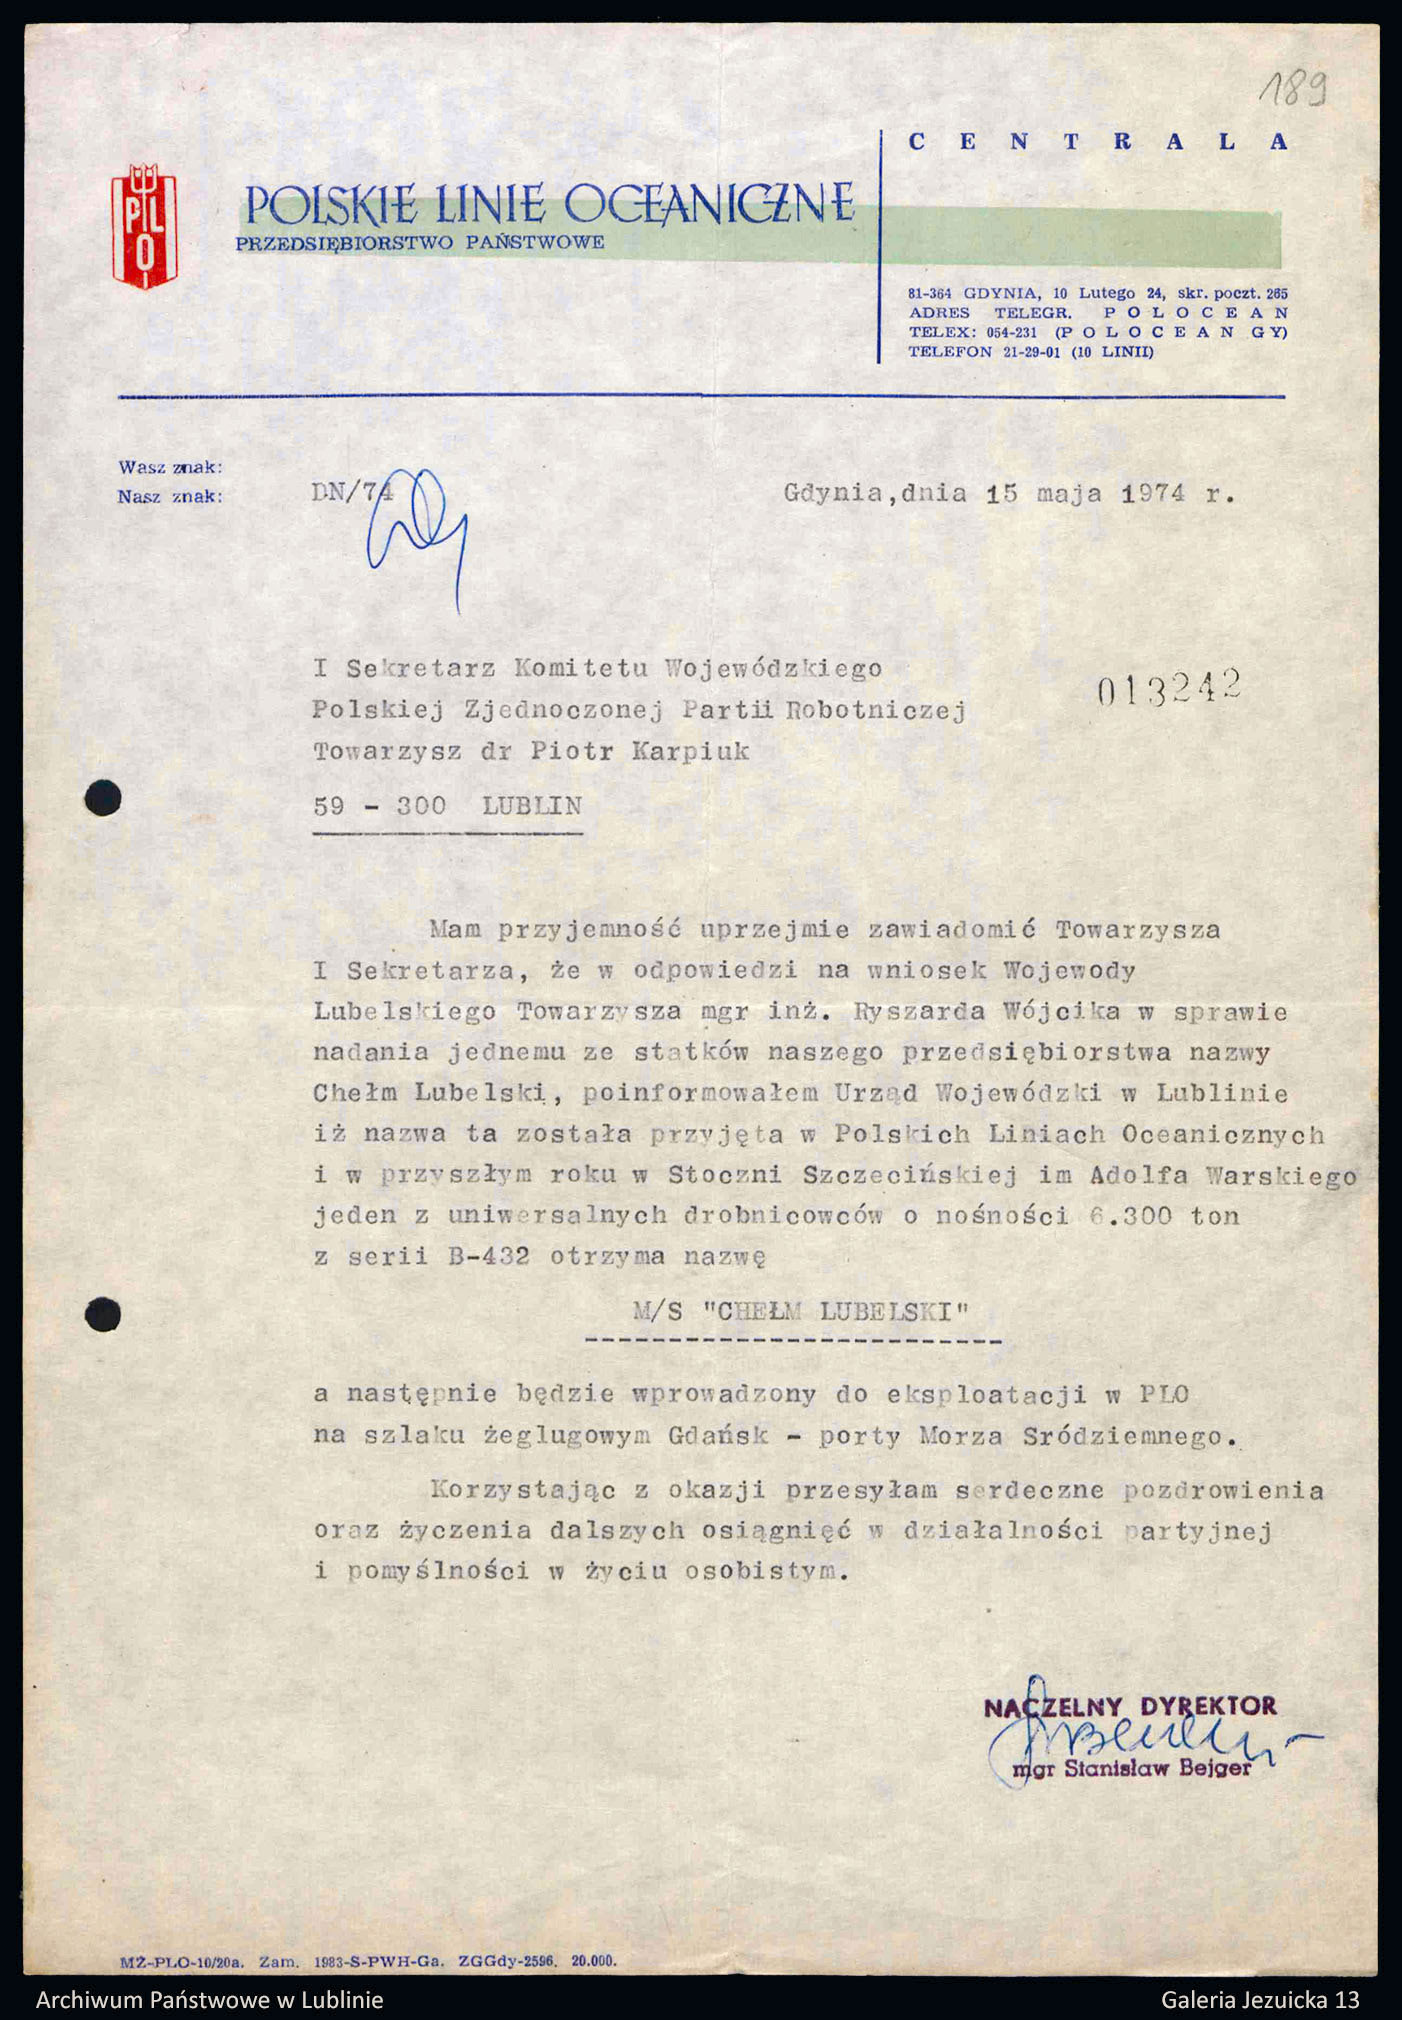 189
CENTRALA
PLO
POLSKIE LINIE OCEANICZNE
PRZEDSIĘBIORSTWO PAŃSTWOWE
81-364 GDYNIA, 10 Lutego 24, skr. poczt. 265
ADRES TELEGR. POLOCEAN
TELEX: 054-231 (POLOCEAN GY)
TELEFON 21-29-01 (10 LINII)
Wasz znak:
Nasz znak: DN/74
Gdynia,dnia 15 maja 1974 r.
I Sekretarz Komitetu Wojewódzkiego
Polskiej Zjednoczonej Partii Robotniczej
013242
Towarzysz dr Piotr Karpiuk
59 - 300 LUBLIN
Mam przyjemność uprzejmie zawiadomić Towarzysza
I Sekretarza, że w odpowiedzi na wniosek Wojewody
Lubelskiego Towarzysza mgr inż. Ryszarda Wójcika w sprawie
nadania jednemu ze statków naszego przedsiębiorstwa nazwy
Chełm Lubelski, poinformowałem Urząd Wojewódzki w Lublinie
iż nazwa ta została przyjęta w Polskich Liniach Oceanicznych
i w przyszłym roku w Stoczni Szczecińskiej im Adolfa Warskiego
jeden z uniwersalnych drobnicowców o nośności 6.300 ton
z serii B-432 otrzyma nazwę
M/S "CHEŁM LUBELSKI"
a następnie będzie wprowadzony do eksploatacji w PLO
na szlaku żeglugowym Gdańsk - porty Morza Sródziemnego.
Korzystając z okazji przesyłam serdeczne pozdrowienia
oraz życzenia dalszych osiągnięć w działalności partyjnej
i pomyślności w życiu osobistym.
NACZELNY DYREKTOR
mgr Stanisław Bejger
MŻ-PLO-10/20a. Zam. 1983-S-PWH-Ga. ZGGdy-2596. 20.000.
Archiwum Państwowe w Lublinie
Galeria Jezuicka 13